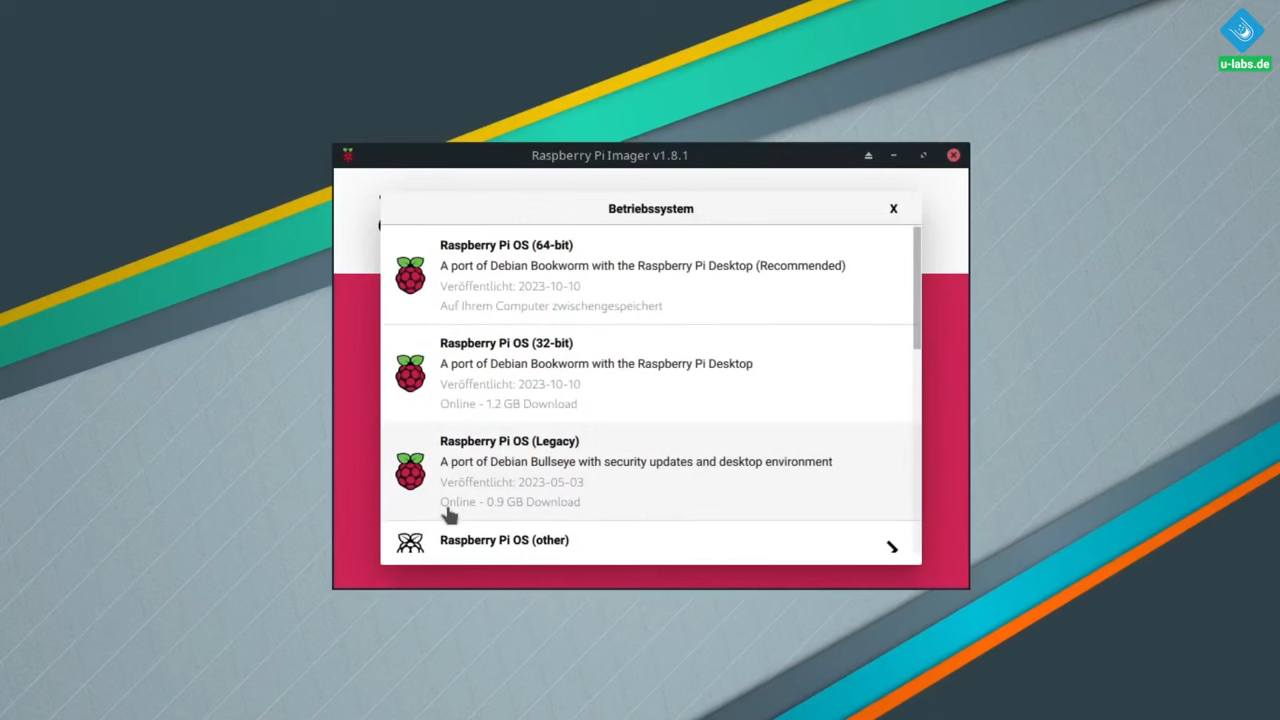 u-labs.de
Raspberry Pi Imager v1.8.1
Betriebssystem
X
Raspberry Pi OS (64-bit)
A port of Debian Bookworm with the Raspberry Pi Desktop (Recommended)
Veröffentlicht: 2023-10-10
Auf Ihrem Computer zwischengespeichert
Raspberry Pi OS (32-bit)
A port of Debian Bookworm with the Raspberry Pi Desktop
Veröffentlicht: 2023-10-10
Online - 1.2 GB Download
Raspberry Pi OS (Legacy)
A port of Debian Bullseye with security updates and desktop environment
Veröffentlicht: 2023-05-03
Online - 0.9 GB Download
Raspberry Pi OS (other)